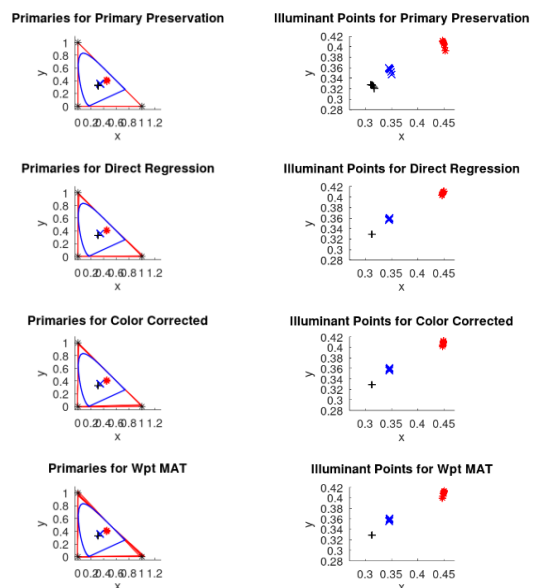 Primaries for Primary Preservation
Illuminant Points for Primary Preservation
1
0.8
0.6
0.4
0.2
0
y
0 0.2 0.4 0.6 0.8 1 1.2
x
0.42
0.4
0.38
0.36
0.34
0.32
0.3
0.28
y
0.3 0.35 0.4 0.45
x
Primaries for Direct Regression
Illuminant Points for Direct Regression
1
0.8
0.6
0.4
0.2
0
y
0 0.2 0.4 0.6 0.8 1 1.2
x
0.42
0.4
0.38
0.36
0.34
0.32
0.3
0.28
y
0.3 0.35 0.4 0.45
x
Primaries for Color Corrected
Illuminant Points for Color Corrected
1
0.8
0.6
0.4
0.2
0
y
0 0.2 0.4 0.6 0.8 1 1.2
x
0.42
0.4
0.38
0.36
0.34
0.32
0.3
0.28
y
0.3 0.35 0.4 0.45
x
Primaries for Wpt MAT
Illuminant Points for Wpt MAT
1
0.8
0.6
0.4
0.2
0
y
0 0.2 0.4 0.6 0.8 1 1.2
x
0.42
0.4
0.38
0.36
0.34
0.32
0.3
0.28
y
0.3 0.35 0.4 0.45
x